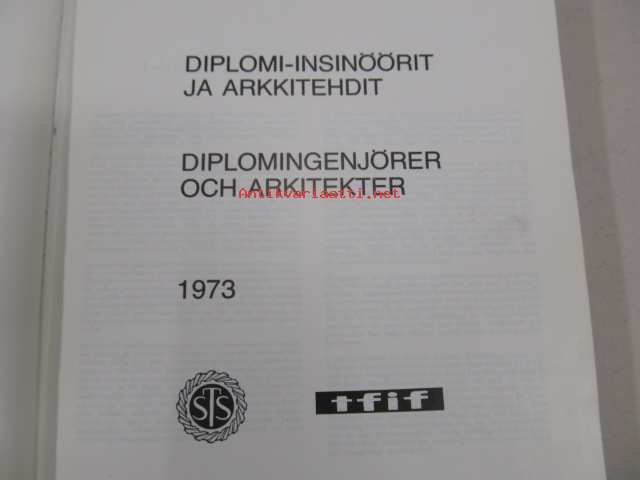 DIPLOMI-INSINÖÖRIT
JA ARKKITEHDIT
DIPLOMINGENJÖRER
OCH ARKITEKTER
Antikvariaatti.net
1973
STS
tfif